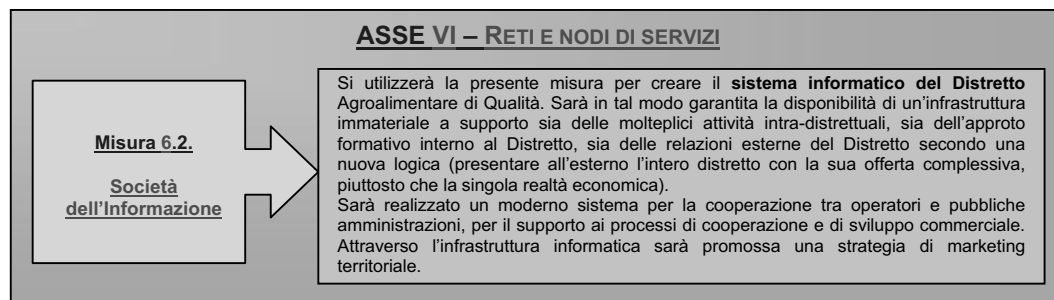 ASSE VI – RETI E NODI DI SERVIZI
Misura 6.2.
Società
dell'Informazione
Si utilizzerà la presente misura per creare il sistema informatico del Distretto
Agroalimentare di Qualità. Sarà in tal modo garantita la disponibilità di un'infrastruttura
immateriale a supporto sia delle molteplici attività intra-distrettuali, sia dell'approto
formativo interno al Distretto, sia delle relazioni esterne del Distretto secondo una
nuova logica (presentare all'esterno l'intero distretto con la sua offerta complessiva,
piuttosto che la singola realtà economica).
Sarà realizzato un moderno sistema per la cooperazione tra operatori e pubbliche
amministrazioni, per il supporto ai processi di cooperazione e di sviluppo commerciale.
Attraverso l'infrastruttura informatica sarà promossa una strategia di marketing
territoriale.